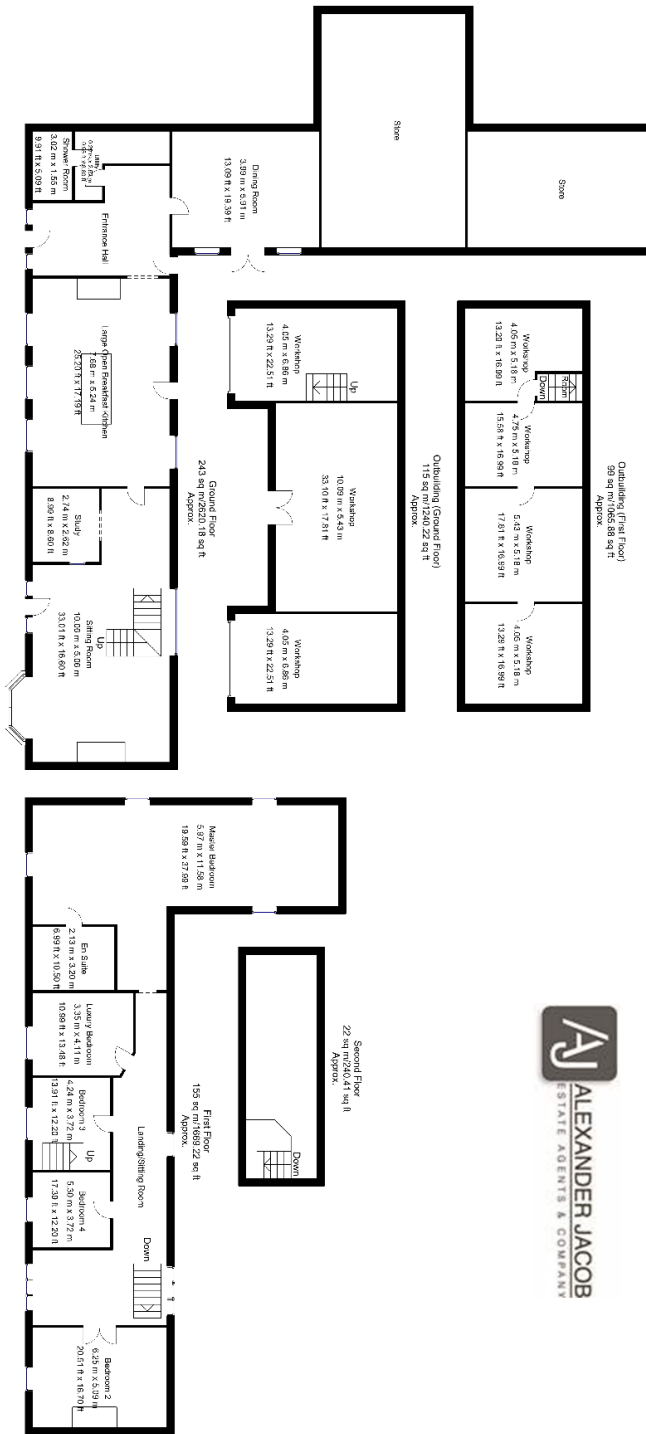 Outbuilding (First Floor)
99 sq m/1065.88 sq ft
Approx.
Workshop
4.05 m x 5.18 m
13.29 ft x 16.99 ft
Room
Down
Workshop
4.75 m x 5.18 m
15.58 ft x 16.99 ft
Workshop
5.43 m x 5.18 m
17.81 ft x 16.99 ft
Workshop
4.05 m x 5.18 m
13.29 ft x 16.99 ft
Outbuilding (Ground Floor)
115 sq m/1240.22 sq ft
Approx.
Workshop
4.05 m x 6.86 m
13.29 ft x 22.51 ft
Up
Workshop
10.09 m x 5.43 m
33.10 ft x 17.81 ft
Workshop
4.05 m x 6.86 m
13.29 ft x 22.51 ft
Ground Floor
243 sq m/2620.18 sq ft
Approx.
Store
Store
Dining Room
3.99 m x 5.91 m
13.09 ft x 19.39 ft
Utility
Shower Room
3.02 m x 1.55 m
9.91 ft x 5.09 ft
Entrance Hall
Large Open Breakfast Kitchen
7.68 m x 5.24 m
25.20 ft x 17.19 ft
Study
2.74 m x 2.62 m
8.99 ft x 8.60 ft
Up
Sitting Room
10.06 m x 5.06 m
33.01 ft x 16.60 ft
AJ
ALEXANDER JACOB
ESTATE AGENTS & COMPANY
Second Floor
22 sq m/240.41 sq ft
Approx.
Down
First Floor
155 sq m/1669.22 sq ft
Approx.
Master Bedroom
5.97 m x 11.58 m
19.59 ft x 37.99 ft
En Suite
2.13 m x 3.20 m
6.99 ft x 10.50 ft
Luxury Bedroom
3.35 m x 4.11 m
10.99 ft x 13.48 ft
Landing/Sitting Room
Bedroom 3
4.24 m x 3.72 m
13.91 ft x 12.20 ft
Up
Bedroom 4
5.30 m x 3.72 m
17.39 ft x 12.20 ft
Down
Bedroom 2
6.25 m x 5.09 m
20.51 ft x 16.70 ft